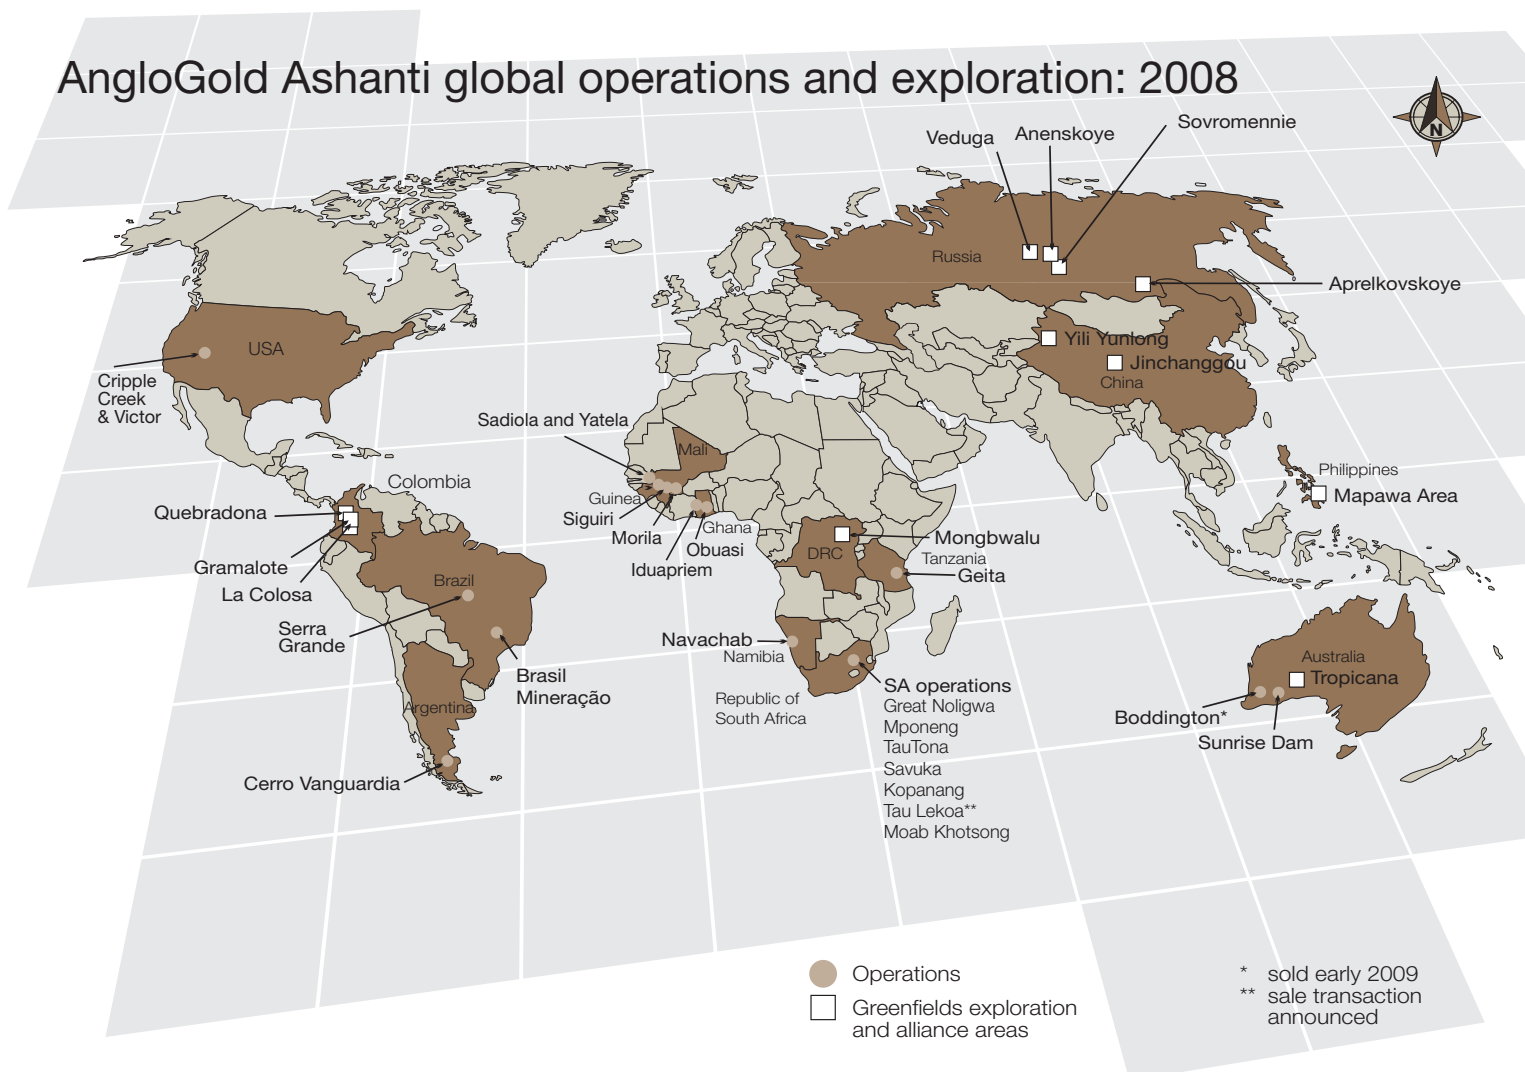 AngloGold Ashanti global operations and exploration: 2008
N
Veduga
Anenskoye
Sovromennie
Russia
Aprelkovskoye
Yili Yunlong
Jinchanggou
China
USA
Cripple
Creek
& Victor
Sadiola and Yatela
Mali
Guinea
Siguiri
Morila
Ghana
Obuasi
Iduapriem
Philippines
Mapawa Area
Colombia
Quebradona
Gramalote
La Colosa
Brazil
Serra
Grande
Brasil
Mineração
Argentina
Cerro Vanguardia
DRC
Mongbwalu
Tanzania
Geita
Navachab
Namibia
Republic of
South Africa
SA operations
Great Noligwa
Mponeng
TauTona
Savuka
Kopanang
Tau Lekoa**
Moab Khotsong
Australia
Tropicana
Boddington*
Sunrise Dam
Operations
Greenfields exploration
and alliance areas
* sold early 2009
** sale transaction
announced